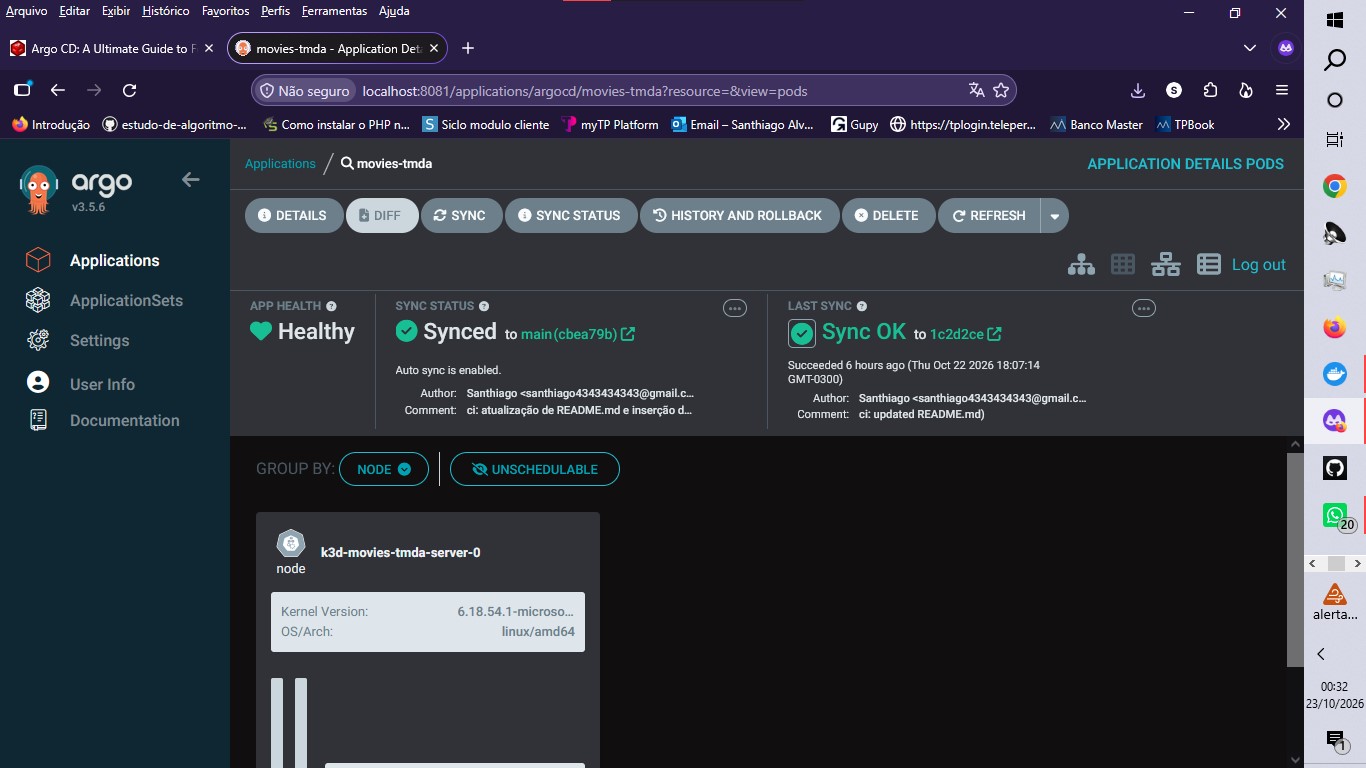 Arquivo Editar Exibir Histórico Favoritos Perfis Ferramentas Ajuda
Argo CD: A Ultimate Guide to F
movies-tmda - Application Deta
Não seguro localhost:8081/applications/argocd/movies-tmda?resource=&view=pods
Introdução estudo-de-algoritmo-... Como instalar o PHP n... Siclo modulo cliente myTP Platform Email – Santhiago Alv... Gupy https://tplogin.teleper... Banco Master TPBook
argo
v3.5.6
Applications
ApplicationSets
Settings
User Info
Documentation
Applications / movies-tmda
APPLICATION DETAILS PODS
DETAILS DIFF SYNC SYNC STATUS HISTORY AND ROLLBACK DELETE REFRESH
Log out
APP HEALTH
Healthy
SYNC STATUS
Synced to main (cbea79b)
Auto sync is enabled.
Author: Santhiago <santhiago4343434343@gmail.c...
Comment: ci: atualização de README.md e inserção d...
LAST SYNC
Sync OK to 1c2d2ce
Succeeded 6 hours ago (Thu Oct 22 2026 18:07:14
GMT-0300)
Author: Santhiago <santhiago4343434343@gmail.c...
Comment: ci: updated README.md)
GROUP BY: NODE UNSCHEDULABLE
node
k3d-movies-tmda-server-0
Kernel Version: 6.18.54.1-microso...
OS/Arch: linux/amd64
S
20
alerta...
00:32
23/10/2026
1